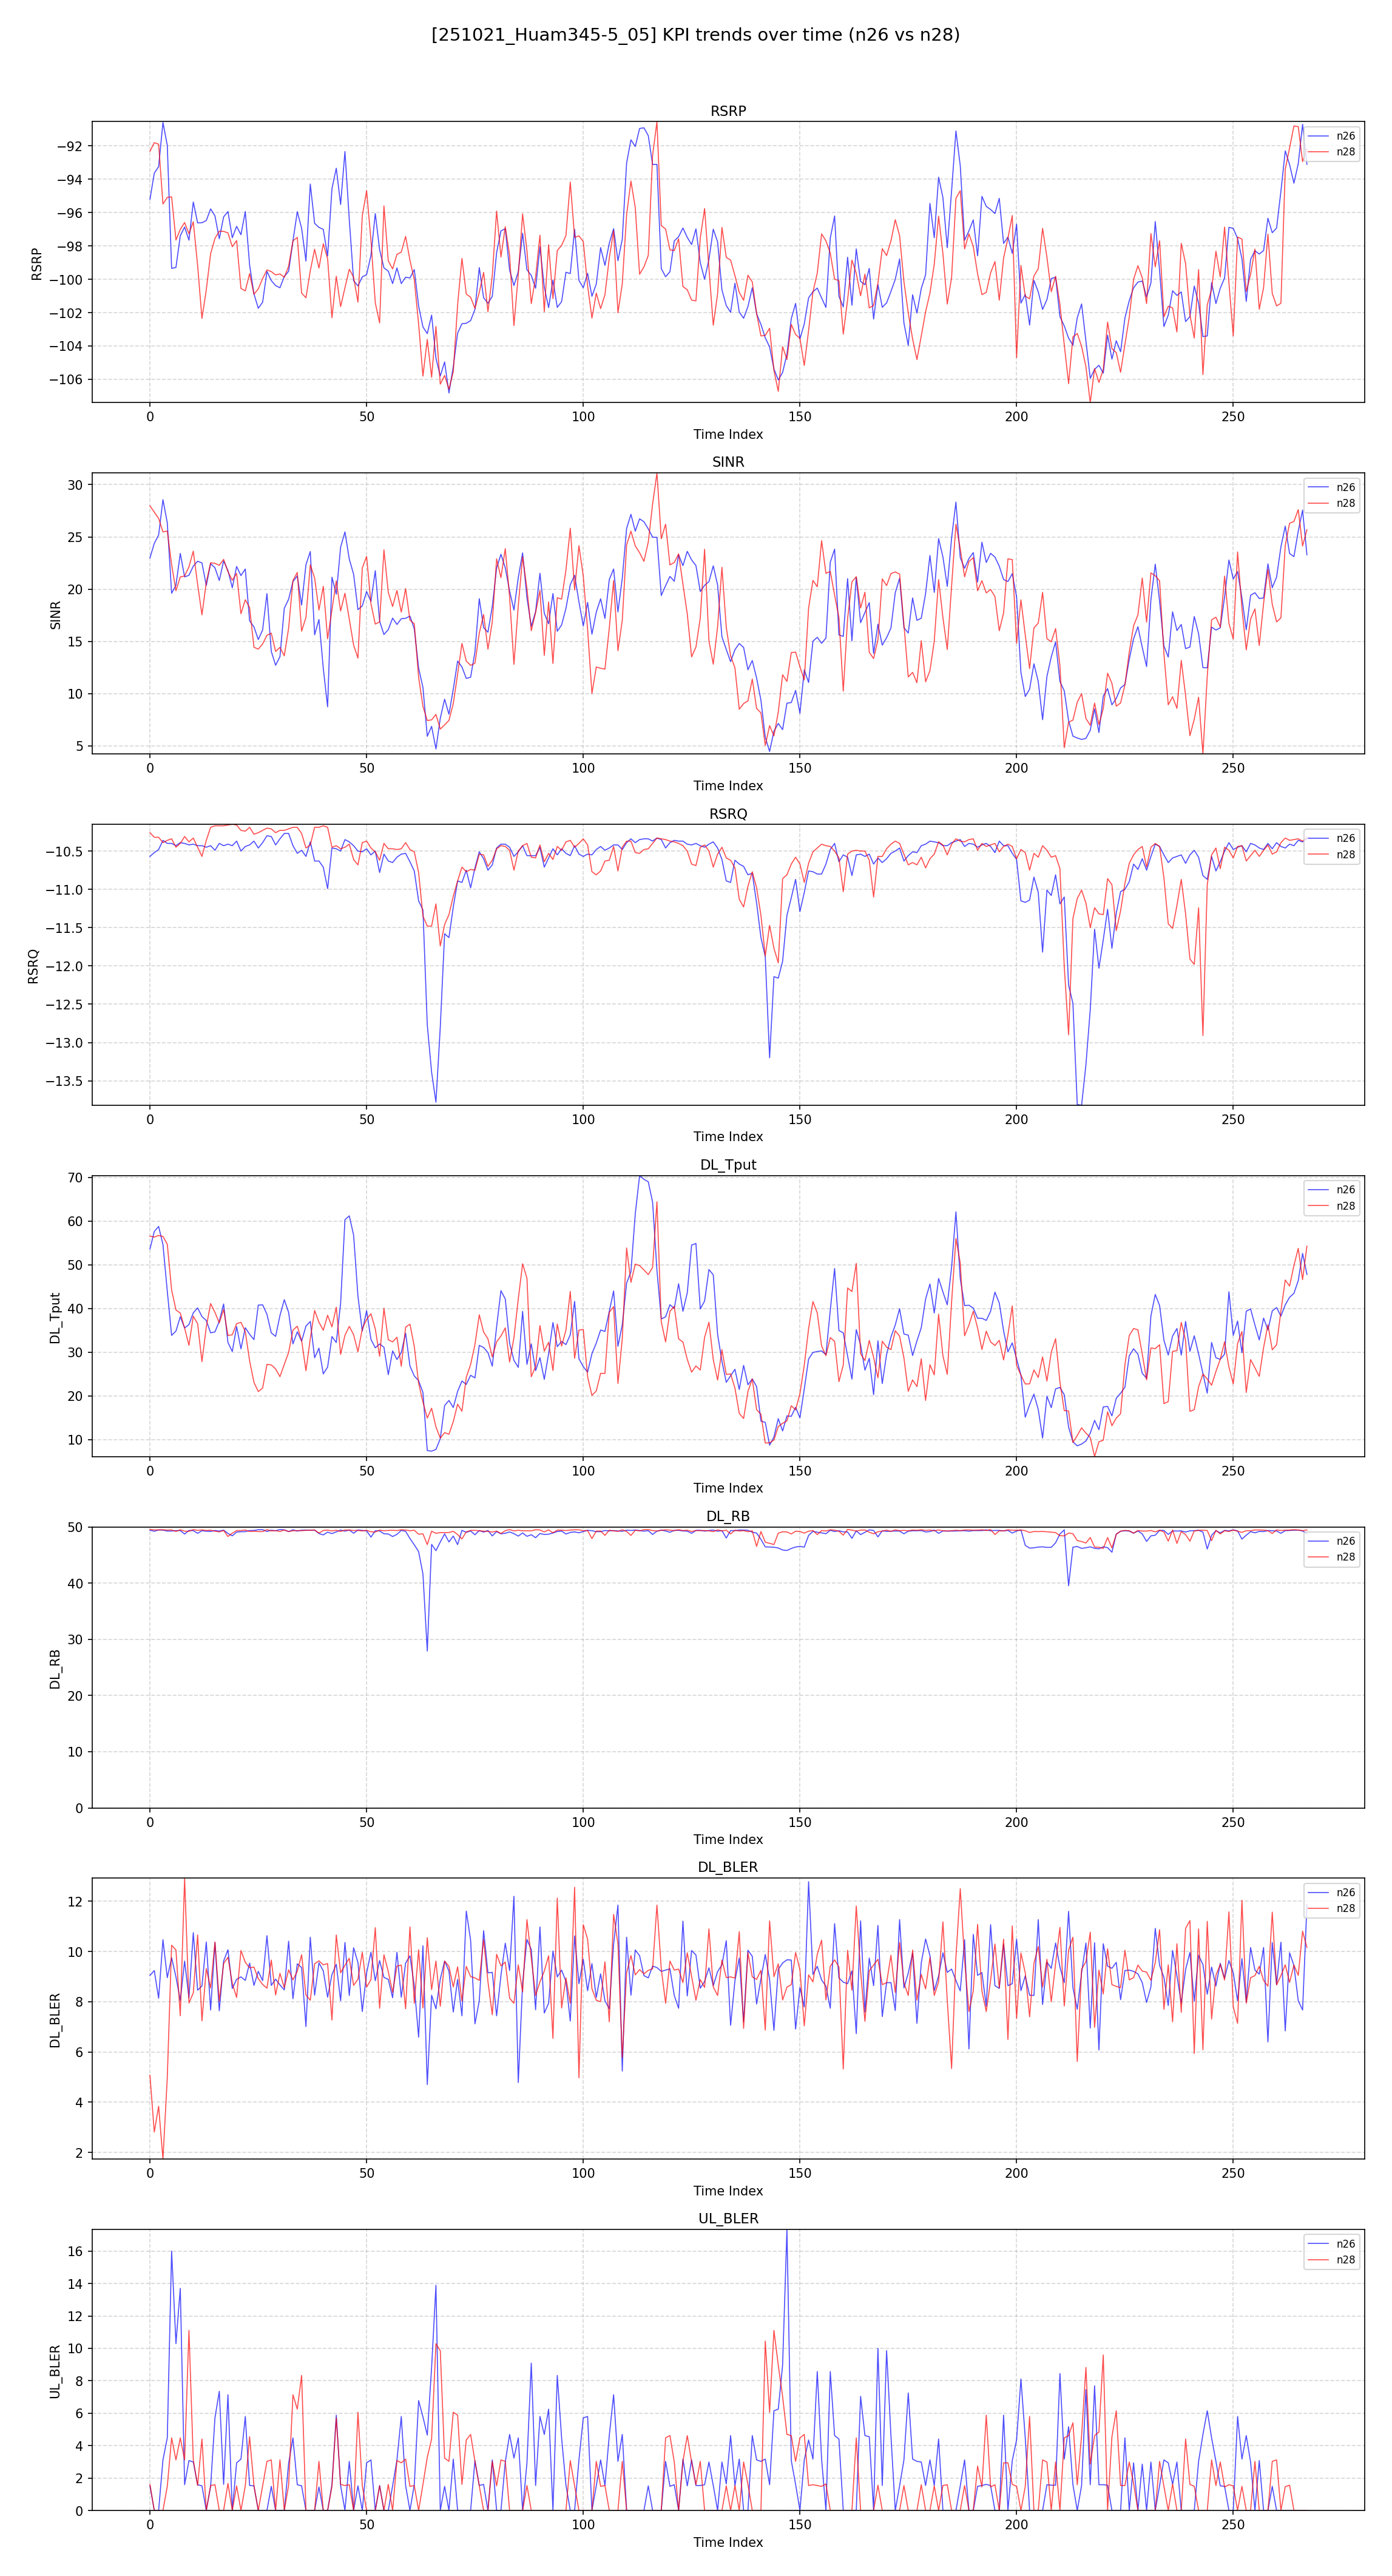 [251021_Huam345-5_05] KPI trends over time (n26 vs n28)
RSRP
n26
n28
−92
−94
−96
−98
−100
−102
−104
−106
RSRP
0 50 100 150 200 250
Time Index
SINR
n26
n28
30
25
20
15
10
5
SINR
0 50 100 150 200 250
Time Index
RSRQ
n26
n28
−10.5
−11.0
−11.5
−12.0
−12.5
−13.0
−13.5
RSRQ
0 50 100 150 200 250
Time Index
DL_Tput
n26
n28
70
60
50
40
30
20
10
DL_Tput
0 50 100 150 200 250
Time Index
DL_RB
n26
n28
50
40
30
20
10
0
DL_RB
0 50 100 150 200 250
Time Index
DL_BLER
n26
n28
12
10
8
6
4
2
DL_BLER
0 50 100 150 200 250
Time Index
UL_BLER
n26
n28
16
14
12
10
8
6
4
2
0
UL_BLER
0 50 100 150 200 250
Time Index